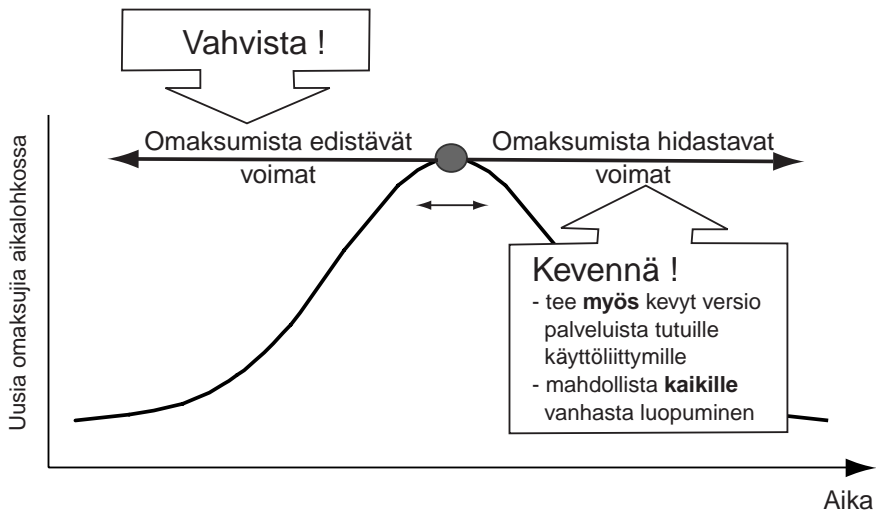 Vahvista !
Omaksumista edistävät
voimat
Omaksumista hidastavat
voimat
Uusia omaksujia aikalohkossa
Kevennä !
- tee myös kevyt versio
palveluista tutuille
käyttöliittymille
- mahdollista kaikille
vanhasta luopuminen
Aika